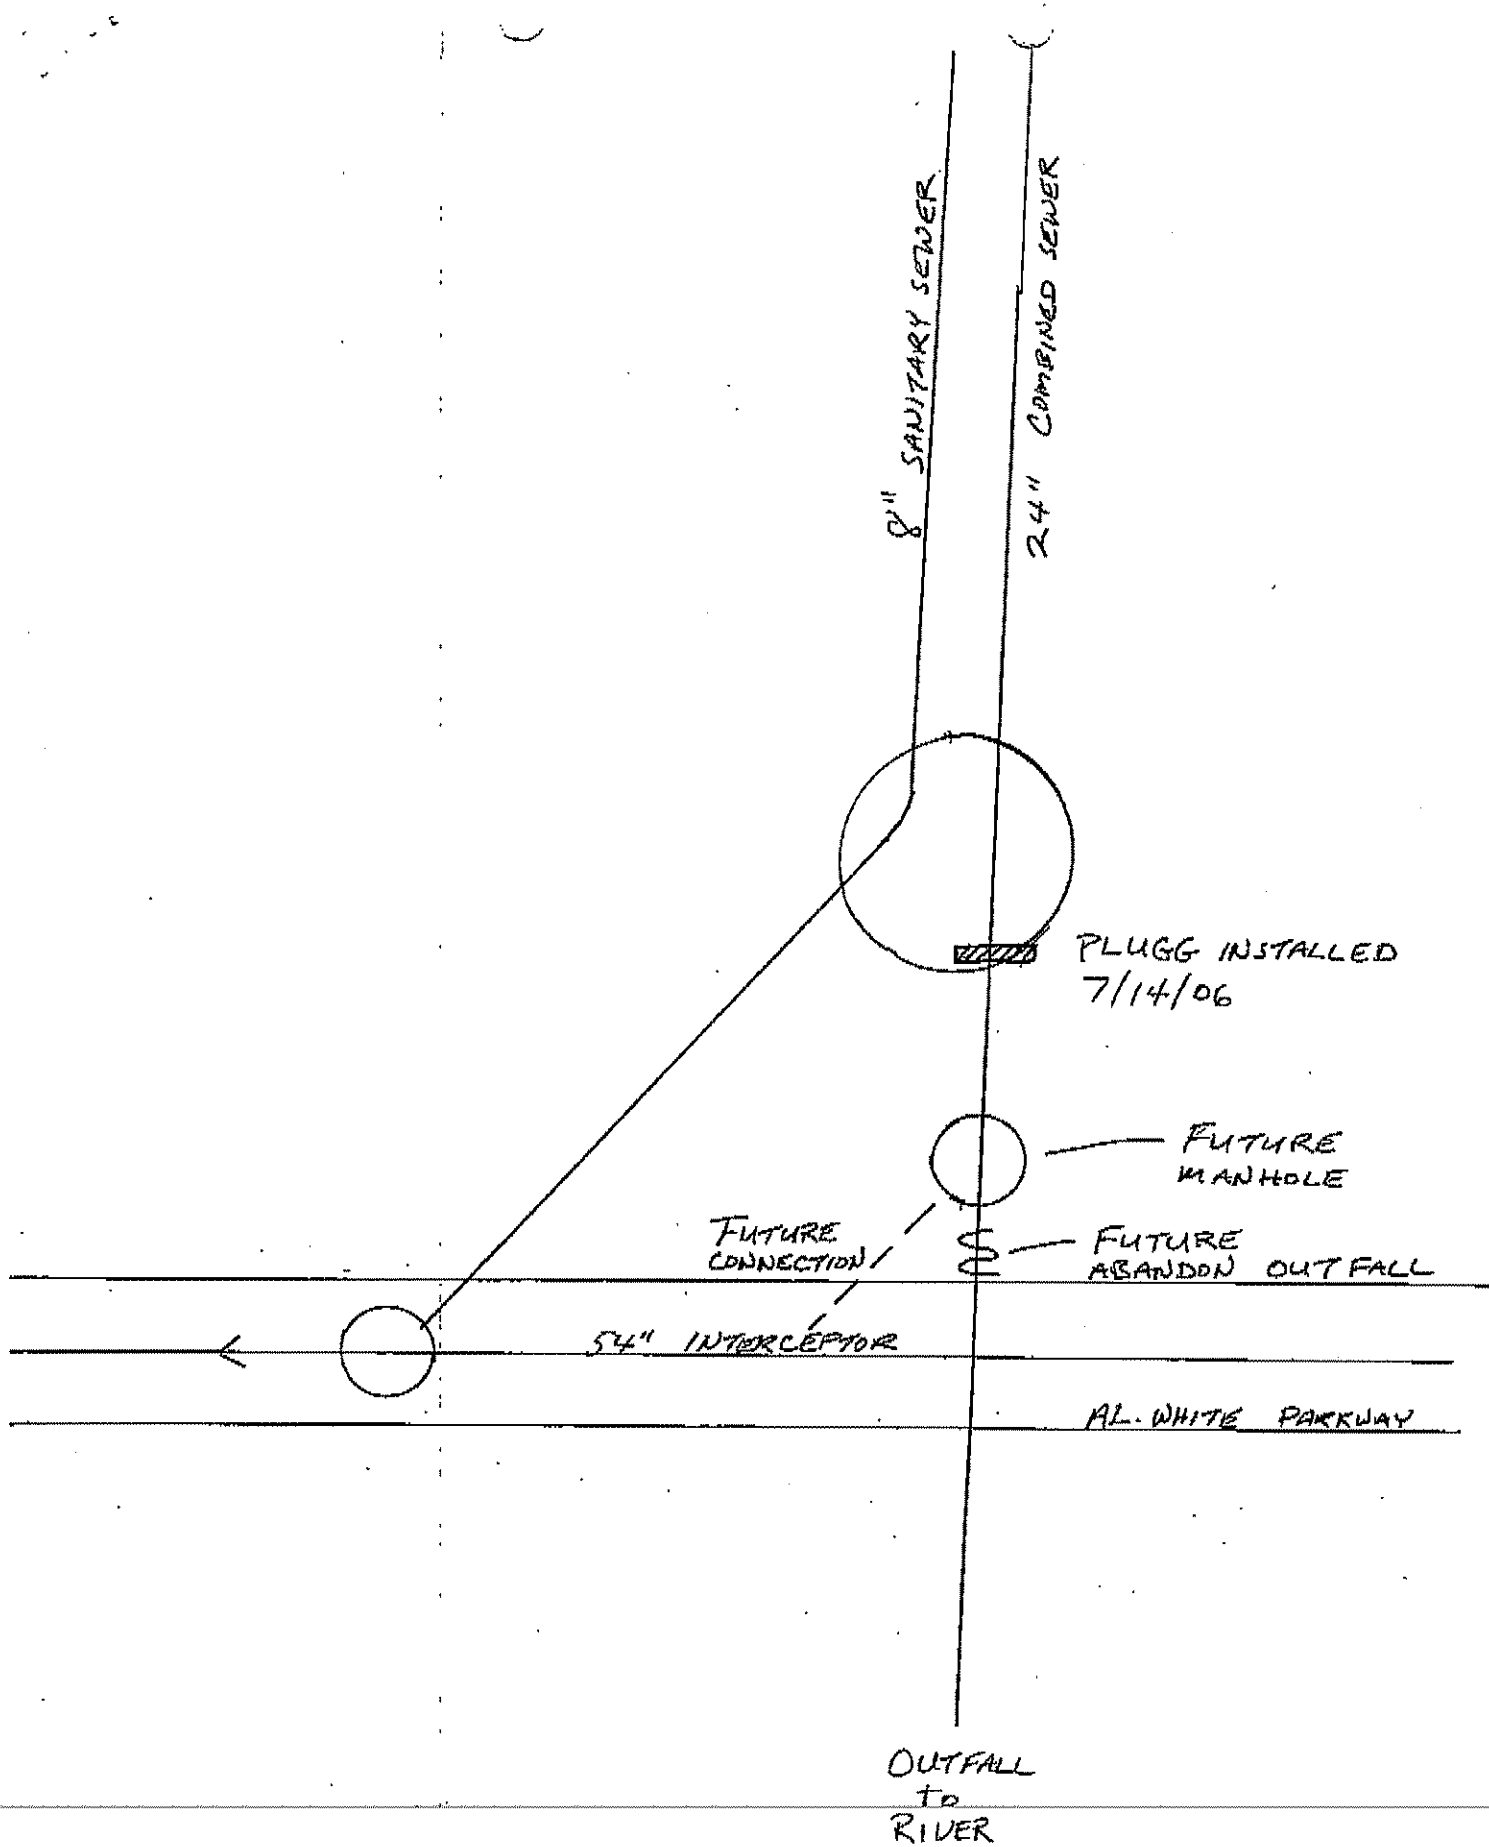 8" SANITARY SEWER
24" COMBINED SEWER
PLUGG INSTALLED
7/14/06
FUTURE
MANHOLE
FUTURE
CONNECTION
FUTURE
ABANDON OUTFALL
54" INTERCEPTOR
AL. WHITE PARKWAY
OUTFALL
TO
RIVER